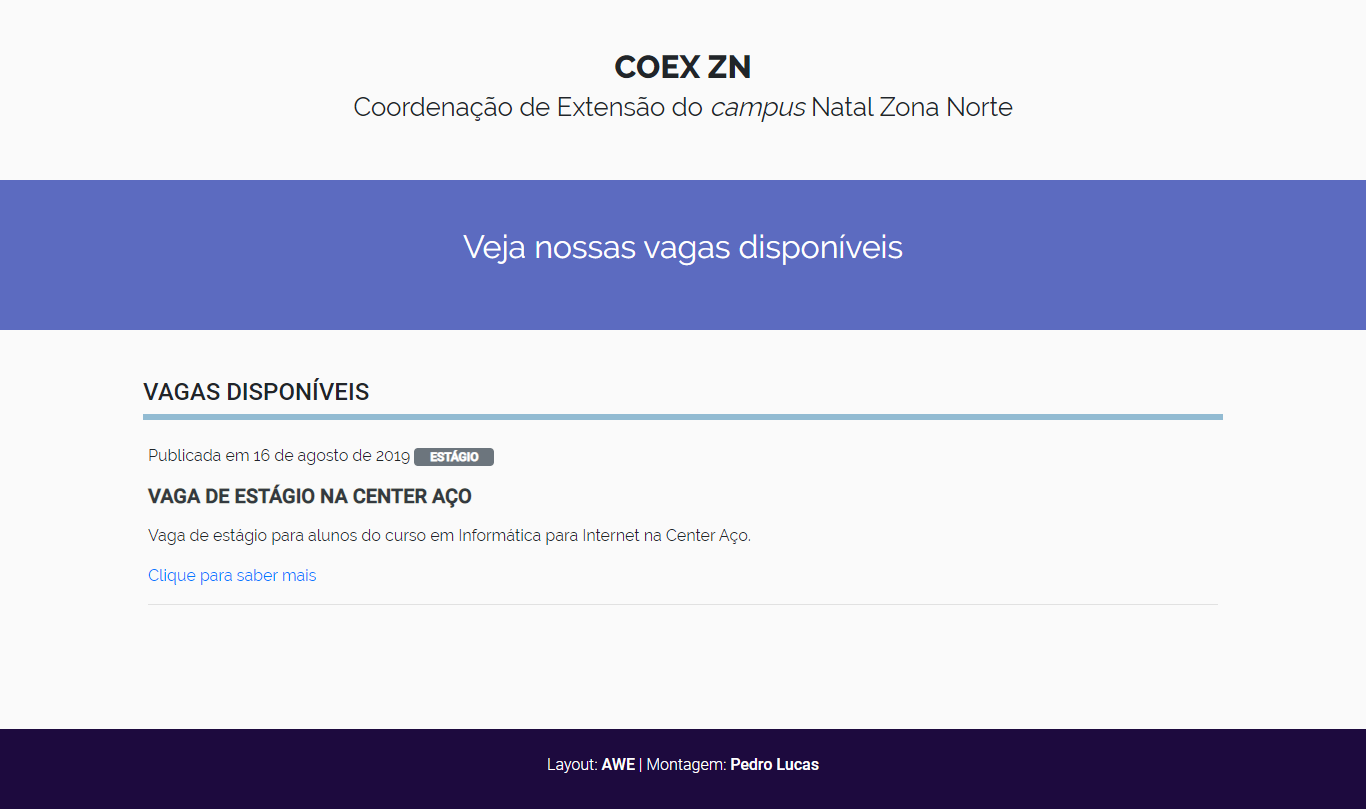 COEX ZN
Coordenação de Extensão do campus Natal Zona Norte
Veja nossas vagas disponíveis
VAGAS DISPONÍVEIS
Publicada em 16 de agosto de 2019 ESTÁGIO
VAGA DE ESTÁGIO NA CENTER AÇO
Vaga de estágio para alunos do curso em Informática para Internet na Center Aço.
Clique para saber mais
Layout: AWE | Montagem: Pedro Lucas